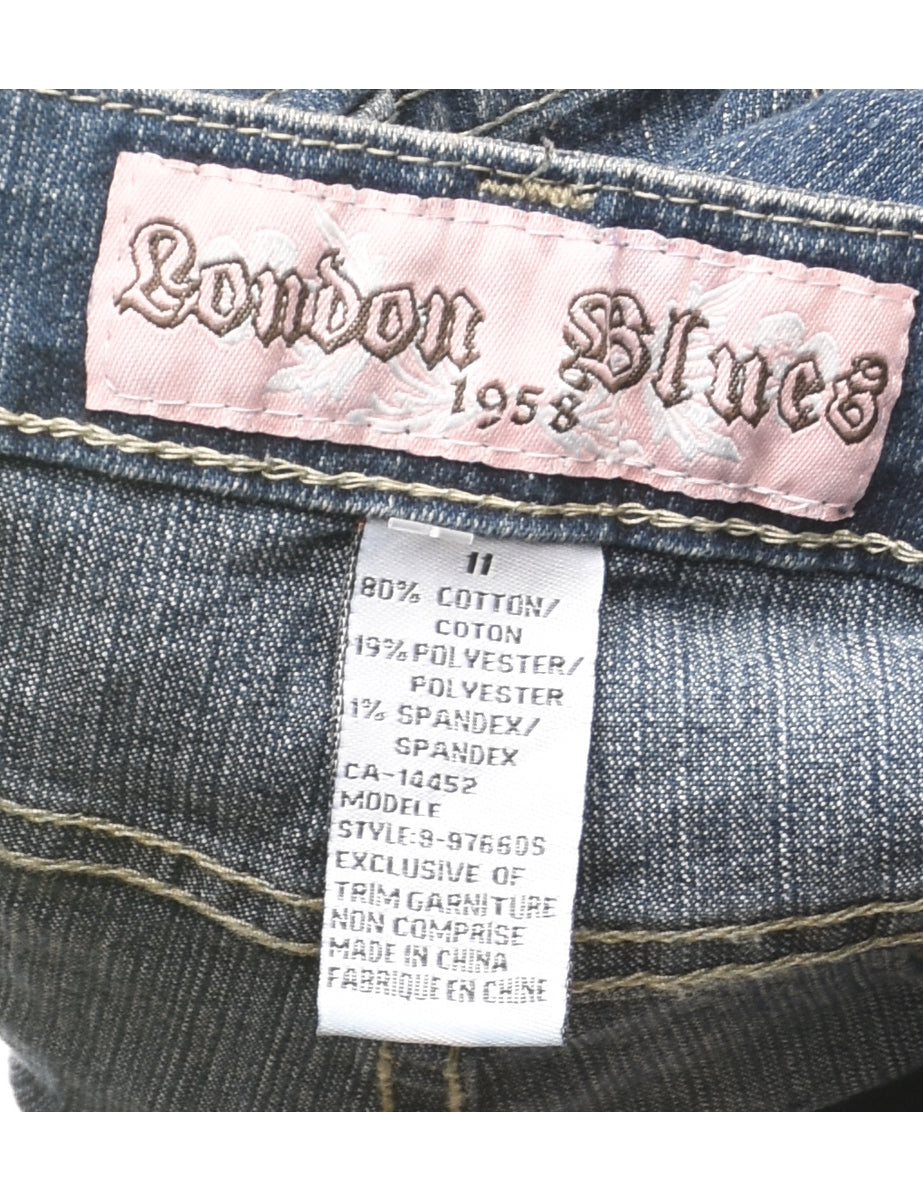 London Blues
1958
11
80% COTTON/
COTON
19% POLYESTER/
POLYESTER
1% SPANDEX/
SPANDEX
CA-14452
MODELE
STYLE:9-97660S
EXCLUSIVE OF
TRIM GARNITURE
NON COMPRISE
MADE IN CHINA
FABRIQUE EN CHINE